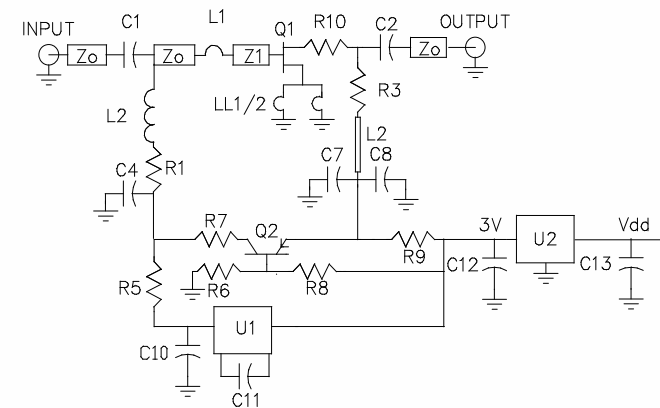 INPUT C1 L1 Q1 R10 C2 OUTPUT
Zo Zo Z1 Zo
L2 LL1/2 R3
L2
C4 R1 C7 C8
R7 Q2 3V Vdd
R9 U2
R5 R6 R8 C12 C13
U1
C10
C11